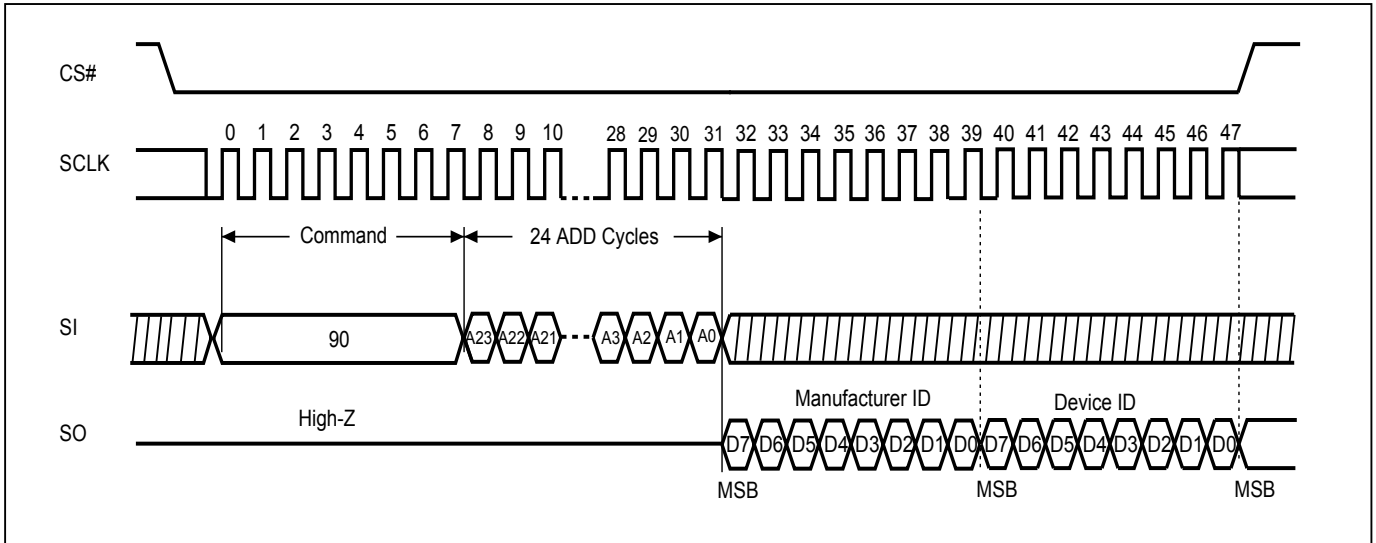 CS#
0 1 2 3 4 5 6 7 8 9 10 28 29 30 31 32 33 34 35 36 37 38 39 40 41 42 43 44 45 46 47
SCLK
Command 24 ADD Cycles
SI 90 A23 A22 A21 A3 A2 A1 A0
Manufacturer ID Device ID
High-Z
SO D7 D6 D5 D4 D3 D2 D1 D0 D7 D6 D5 D4 D3 D2 D1 D0
MSB MSB MSB